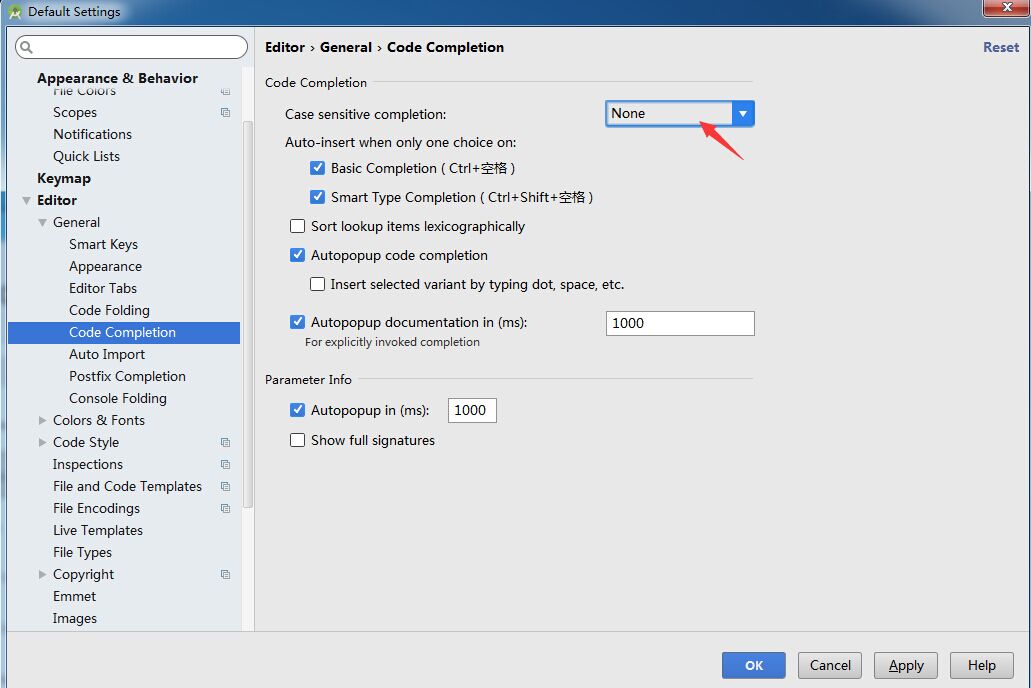 Default Settings
Appearance & Behavior
File Colors
Scopes
Notifications
Quick Lists
Keymap
Editor
General
Smart Keys
Appearance
Editor Tabs
Code Folding
Code Completion
Auto Import
Postfix Completion
Console Folding
Colors & Fonts
Code Style
Inspections
File and Code Templates
File Encodings
Live Templates
File Types
Copyright
Emmet
Images
Editor › General › Code Completion
Reset
Code Completion
Case sensitive completion: None
Auto-insert when only one choice on:
Basic Completion ( Ctrl+空格 )
Smart Type Completion ( Ctrl+Shift+空格 )
Sort lookup items lexicographically
Autopopup code completion
Insert selected variant by typing dot, space, etc.
Autopopup documentation in (ms): 1000
For explicitly invoked completion
Parameter Info
Autopopup in (ms): 1000
Show full signatures
OK Cancel Apply Help